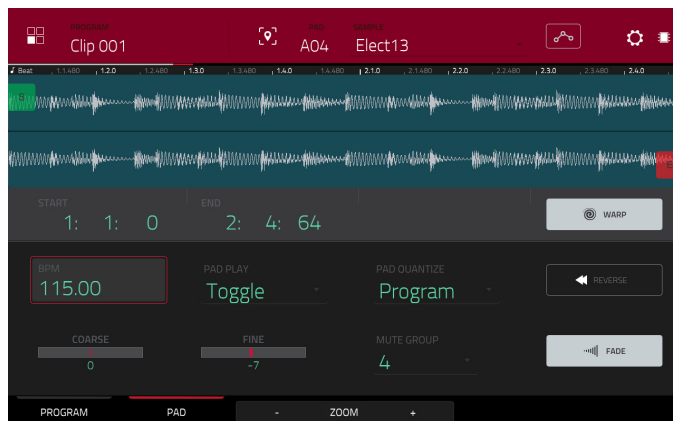 PROGRAM PAD SAMPLE
Clip 001 A04 Elect13
Beat 1.1.480 1.2.0 1.2.480 1.3.0 1.3.480 1.4.0 1.4.480 2.1.0 2.1.480 2.2.0 2.2.480 2.3.0 2.3.480 2.4.0
S
E
START END
1: 1: 0 2: 4: 64
WARP
BPM PAD PLAY PAD QUANTIZE
115.00 Toggle Program
REVERSE
COARSE FINE MUTE GROUP
0 -7 4
FADE
PROGRAM PAD - ZOOM +